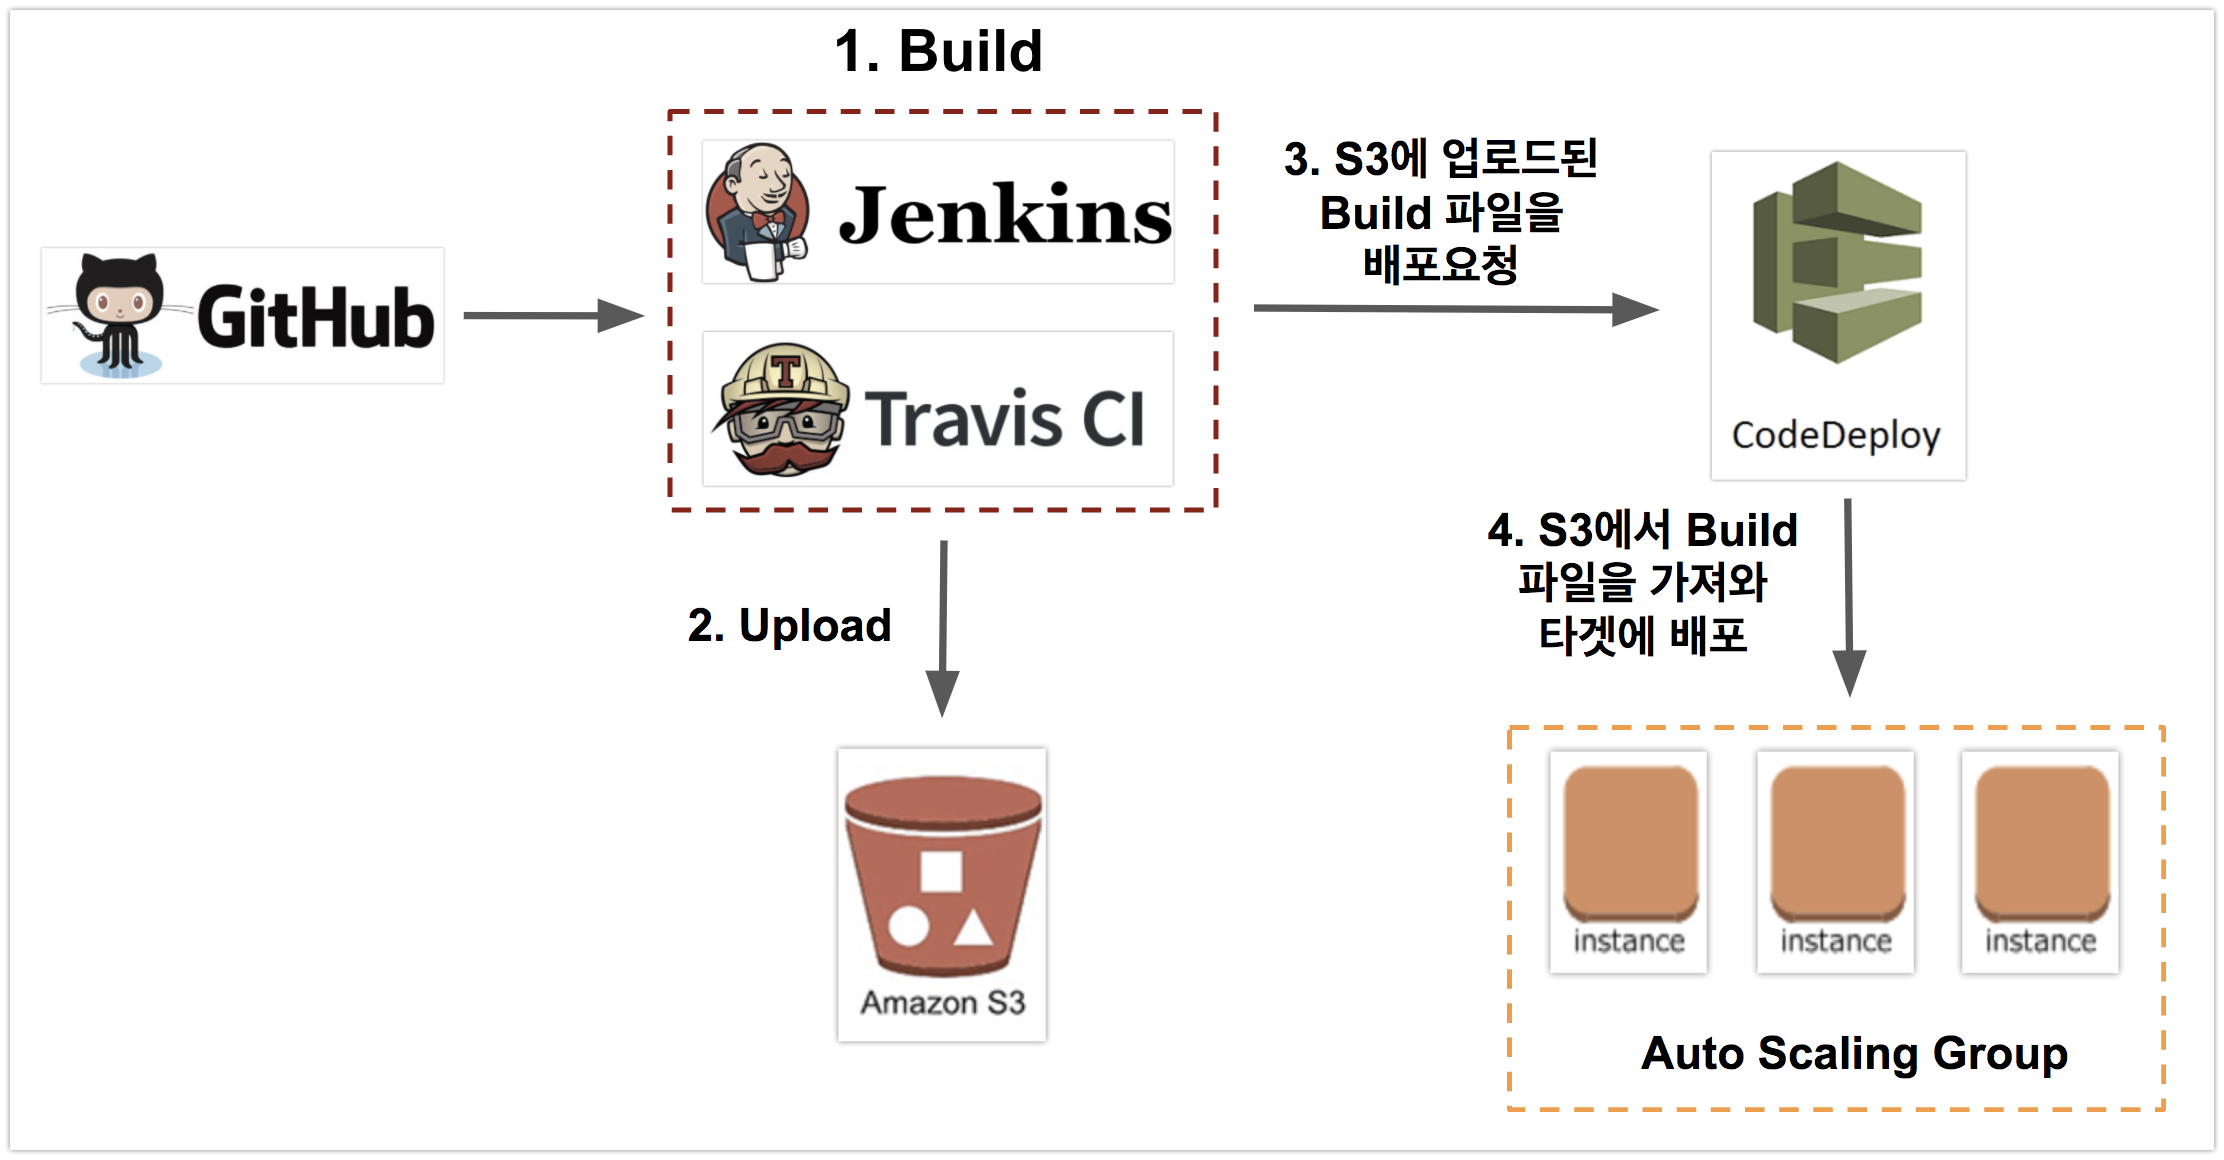 1. Build
GitHub
Jenkins
T
Travis CI
2. Upload
Amazon S3
3. S3에 업로드된
Build 파일을
배포요청
CodeDeploy
4. S3에서 Build
파일을 가져와
타겟에 배포
instance
instance
instance
Auto Scaling Group